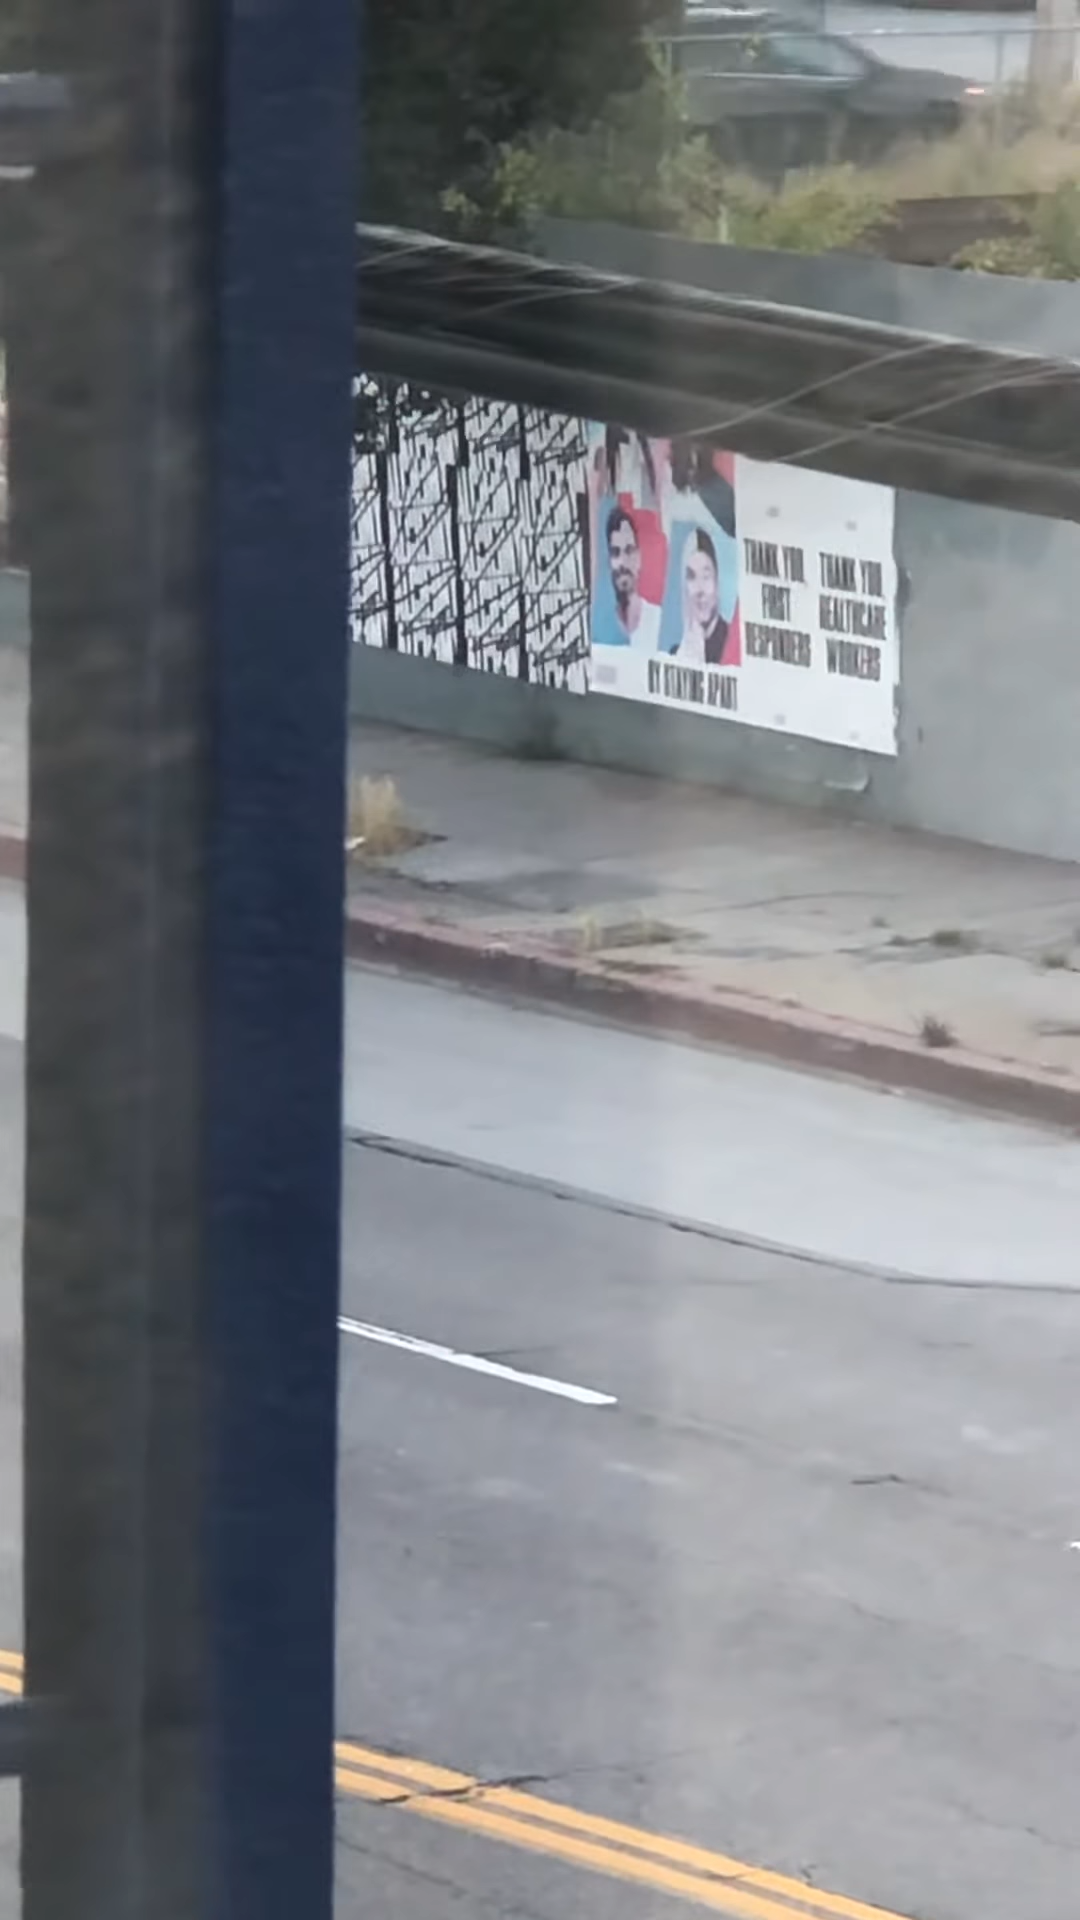 THANK YOU
FIRST
RESPONDERS
THANK YOU
HEALTHCARE
WORKERS
BY STAYING APART